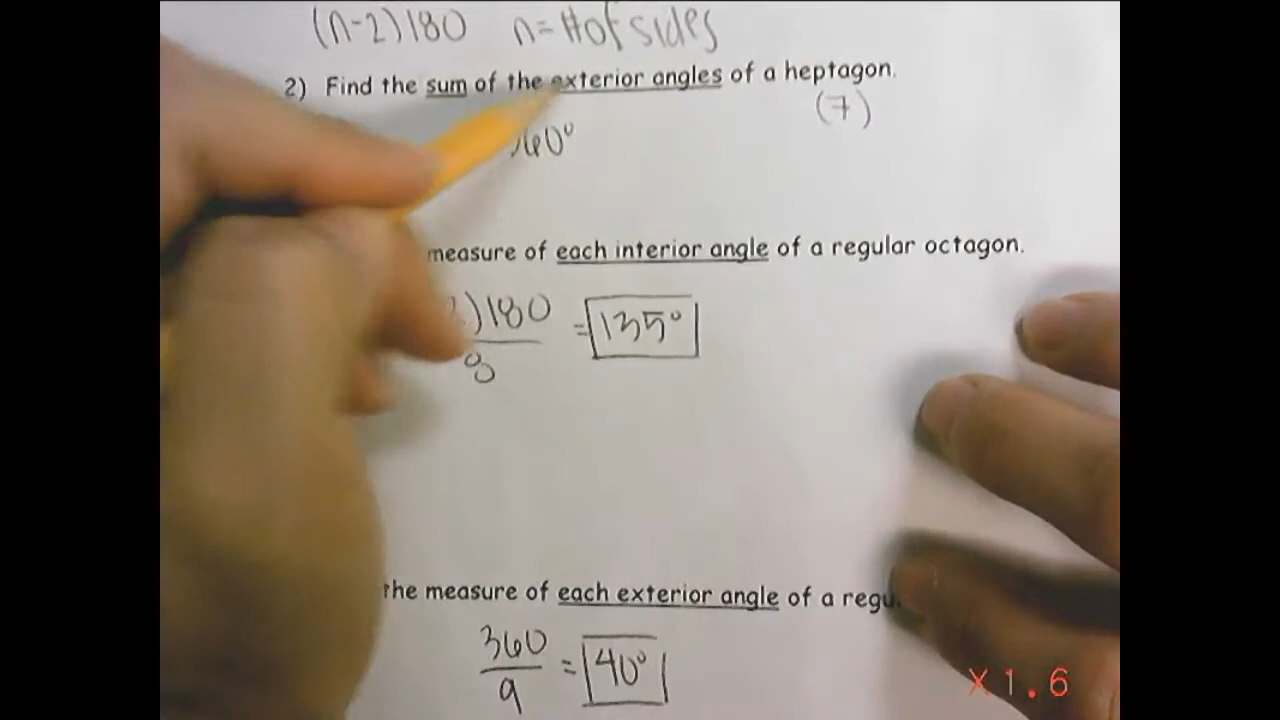 (n-2)180 n = # of sides
2) Find the sum of the exterior angles of a heptagon.
(7)
60°
measure of each interior angle of a regular octagon.
)180
8
= 135°
the measure of each exterior angle of a
360
9
= 40°
X1.6